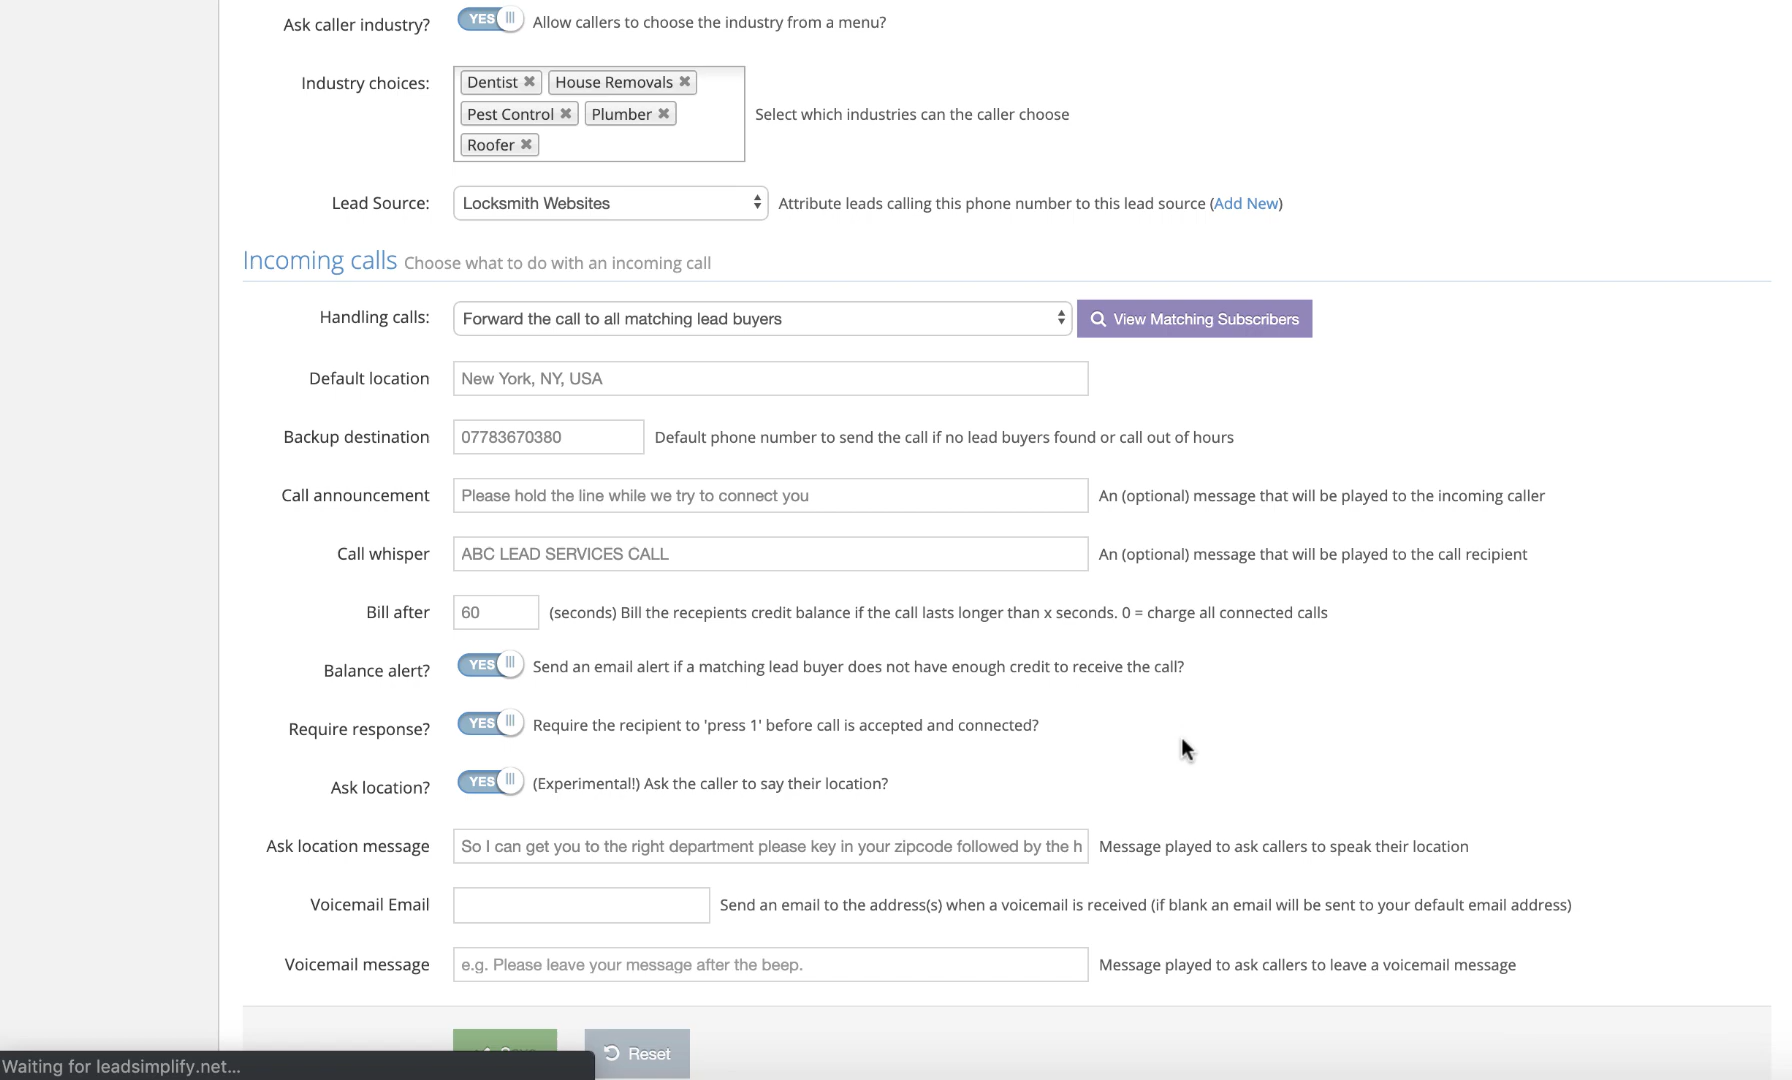 Ask caller industry? YES Allow callers to choose the industry from a menu?
Industry choices: Dentist ✖ House Removals ✖
Pest Control ✖ Plumber ✖ Select which industries can the caller choose
Roofer ✖
Lead Source: Locksmith Websites Attribute leads calling this phone number to this lead source (Add New)
Incoming calls Choose what to do with an incoming call
Handling calls: Forward the call to all matching lead buyers View Matching Subscribers
Default location New York, NY, USA
Backup destination 07783670380 Default phone number to send the call if no lead buyers found or call out of hours
Call announcement Please hold the line while we try to connect you An (optional) message that will be played to the incoming caller
Call whisper ABC LEAD SERVICES CALL An (optional) message that will be played to the call recipient
Bill after 60 (seconds) Bill the recepients credit balance if the call lasts longer than x seconds. 0 = charge all connected calls
Balance alert? YES Send an email alert if a matching lead buyer does not have enough credit to receive the call?
Require response? YES Require the recipient to 'press 1' before call is accepted and connected?
Ask location? YES (Experimental!) Ask the caller to say their location?
Ask location message So I can get you to the right department please key in your zipcode followed by the h Message played to ask callers to speak their location
Voicemail Email Send an email to the address(s) when a voicemail is received (if blank an email will be sent to your default email address)
Voicemail message e.g. Please leave your message after the beep. Message played to ask callers to leave a voicemail message
Reset
Waiting for leadsimplify.net...